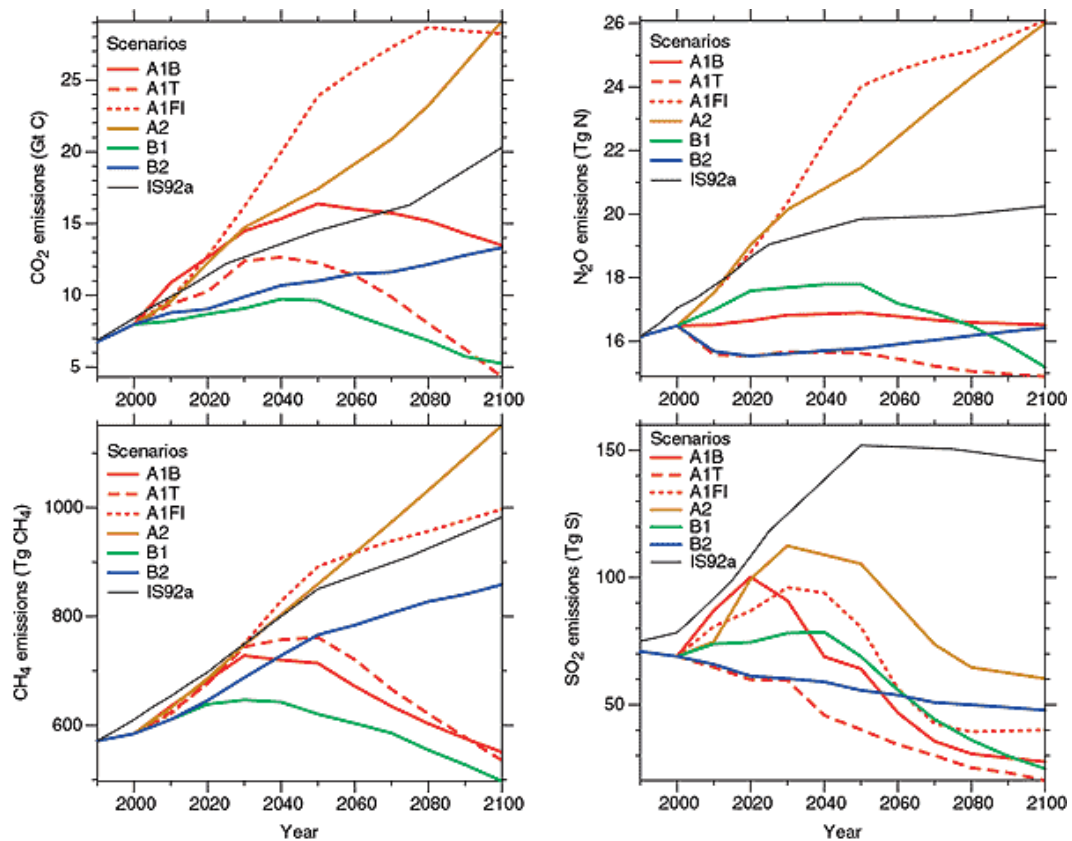 CO2 emissions (Gt C)
25
20
15
10
5
Scenarios
A1B
A1T
A1FI
A2
B1
B2
IS92a
2000 2020 2040 2060 2080 2100
N2O emissions (Tg N)
26
24
22
20
18
16
Scenarios
A1B
A1T
A1FI
A2
B1
B2
IS92a
2000 2020 2040 2060 2080 2100
CH4 emissions (Tg CH4)
1000
800
600
Scenarios
A1B
A1T
A1FI
A2
B1
B2
IS92a
2000 2020 2040 2060 2080 2100
Year
SO2 emissions (Tg S)
150
100
50
Scenarios
A1B
A1T
A1FI
A2
B1
B2
IS92a
2000 2020 2040 2060 2080 2100
Year